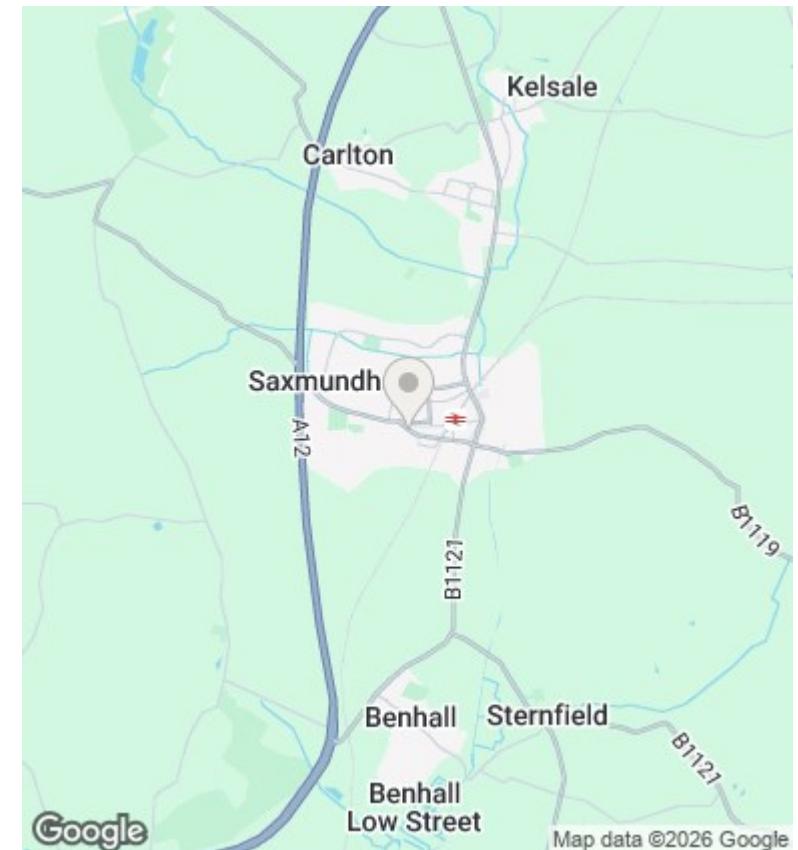 Kelsale
Carlton
Saxmundh
A12
B1119
B1121
Benhall
Sternfield
B1121
Benhall
Low Street
Google
Map data ©2026 Google